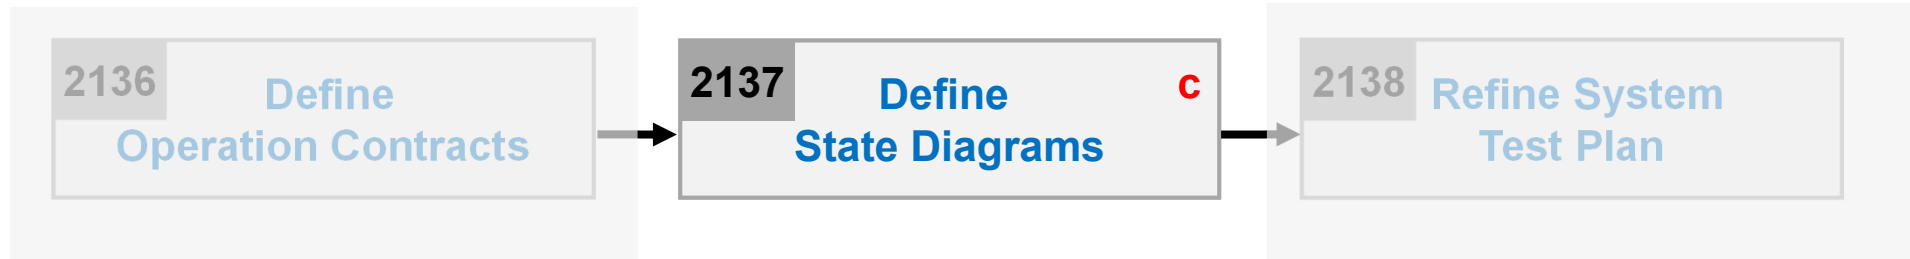 2136
Define
Operation Contracts
2137
Define
c
State Diagrams
2138
Refine System
Test Plan